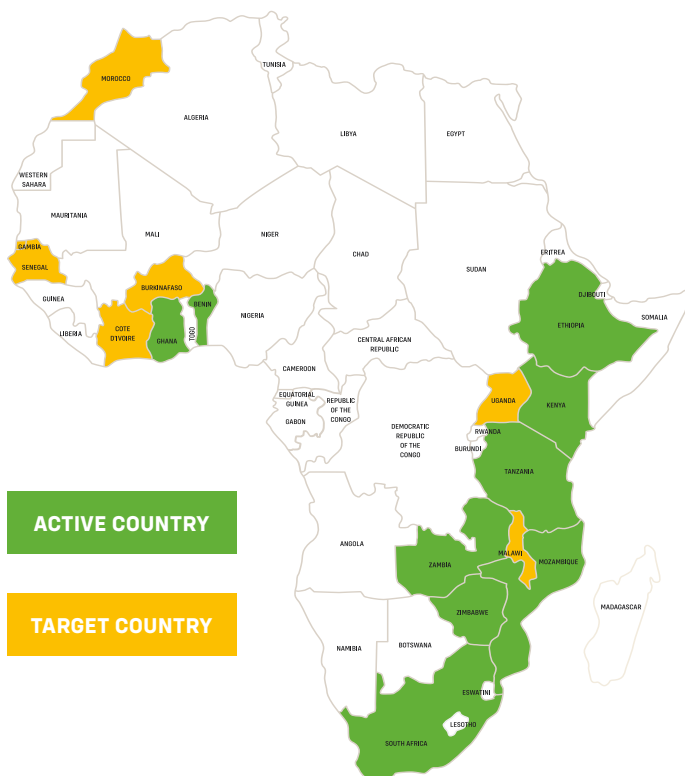 TUNISIA
MOROCCO
ALGERIA
LIBYA
EGYPT
WESTERN
SAHARA
MAURITANIA
MALI
NIGER
CHAD
SUDAN
ERITREA
GAMBIA
SENEGAL
BURKINAFASO
DJIBOUTI
GUINEA
BENIN
NIGERIA
SOMALIA
LIBERIA
COTE
D'IVOIRE
GHANA
TOGO
ETHIOPIA
CENTRAL AFRICAN
REPUBLIC
CAMEROON
EQUATORIAL
GUINEA
GABON
REPUBLIC
OF THE
CONGO
UGANDA
KENYA
DEMOCRATIC
REPUBLIC
OF THE
CONGO
RWANDA
BURUNDI
TANZANIA
ACTIVE COUNTRY
ANGOLA
MALAWI
ZAMBIA
MOZAMBIQUE
TARGET COUNTRY
ZIMBABWE
MADAGASCAR
NAMIBIA
BOTSWANA
ESWATINI
LESOTHO
SOUTH AFRICA